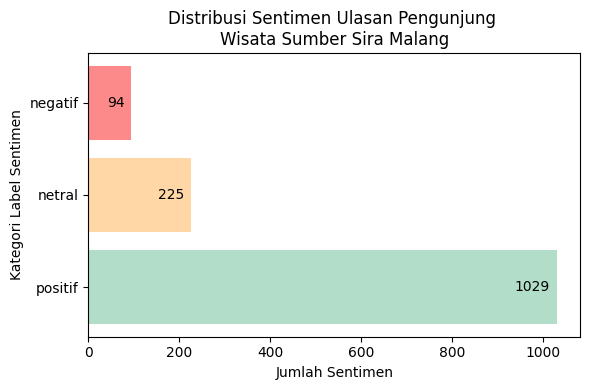 Distribusi Sentimen Ulasan Pengunjung
Wisata Sumber Sira Malang
Kategori Label Sentimen
negatif
94
netral
225
positif
1029
0
200
400
600
800
1000
Jumlah Sentimen